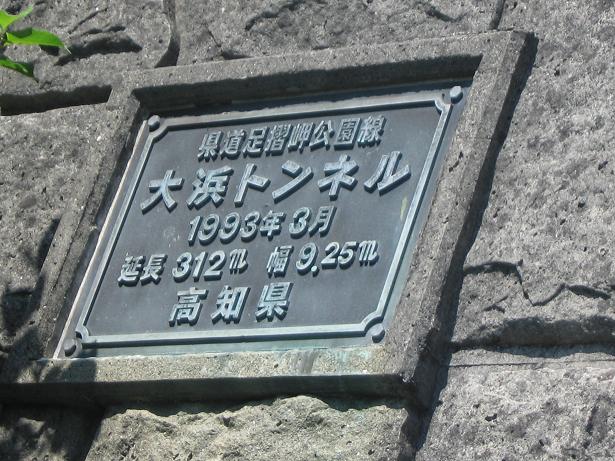 県道足摺岬公園線
大浜トンネル
1993年3月
延長 312m 幅 9.25m
高知県